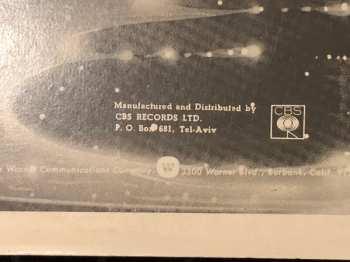 Manufactured and Distributed by
CBS RECORDS LTD.
P. O. Box 681, Tel-Aviv
CBS
Warner Communications Company W 3300 Warner Blvd., Burbank, Calif.